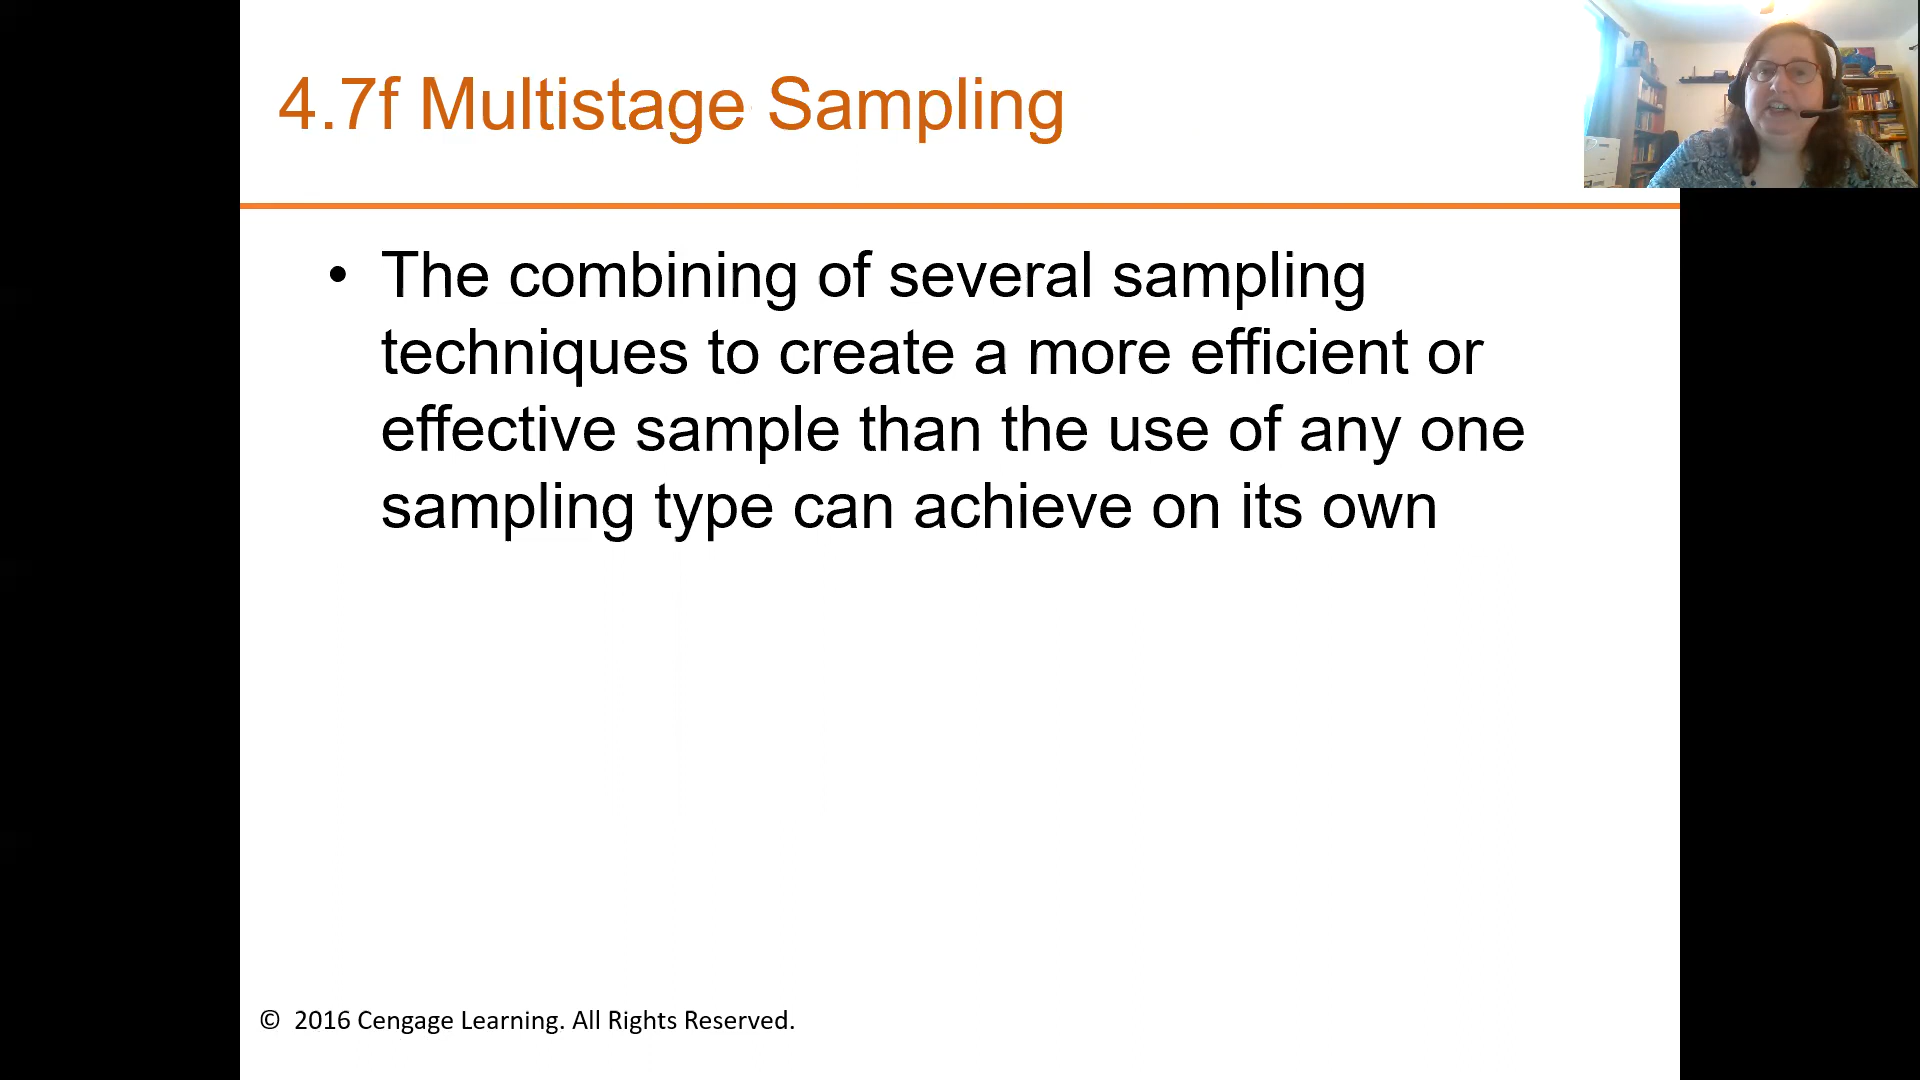 4.7f Multistage Sampling
• The combining of several sampling
techniques to create a more efficient or
effective sample than the use of any one
sampling type can achieve on its own
© 2016 Cengage Learning. All Rights Reserved.